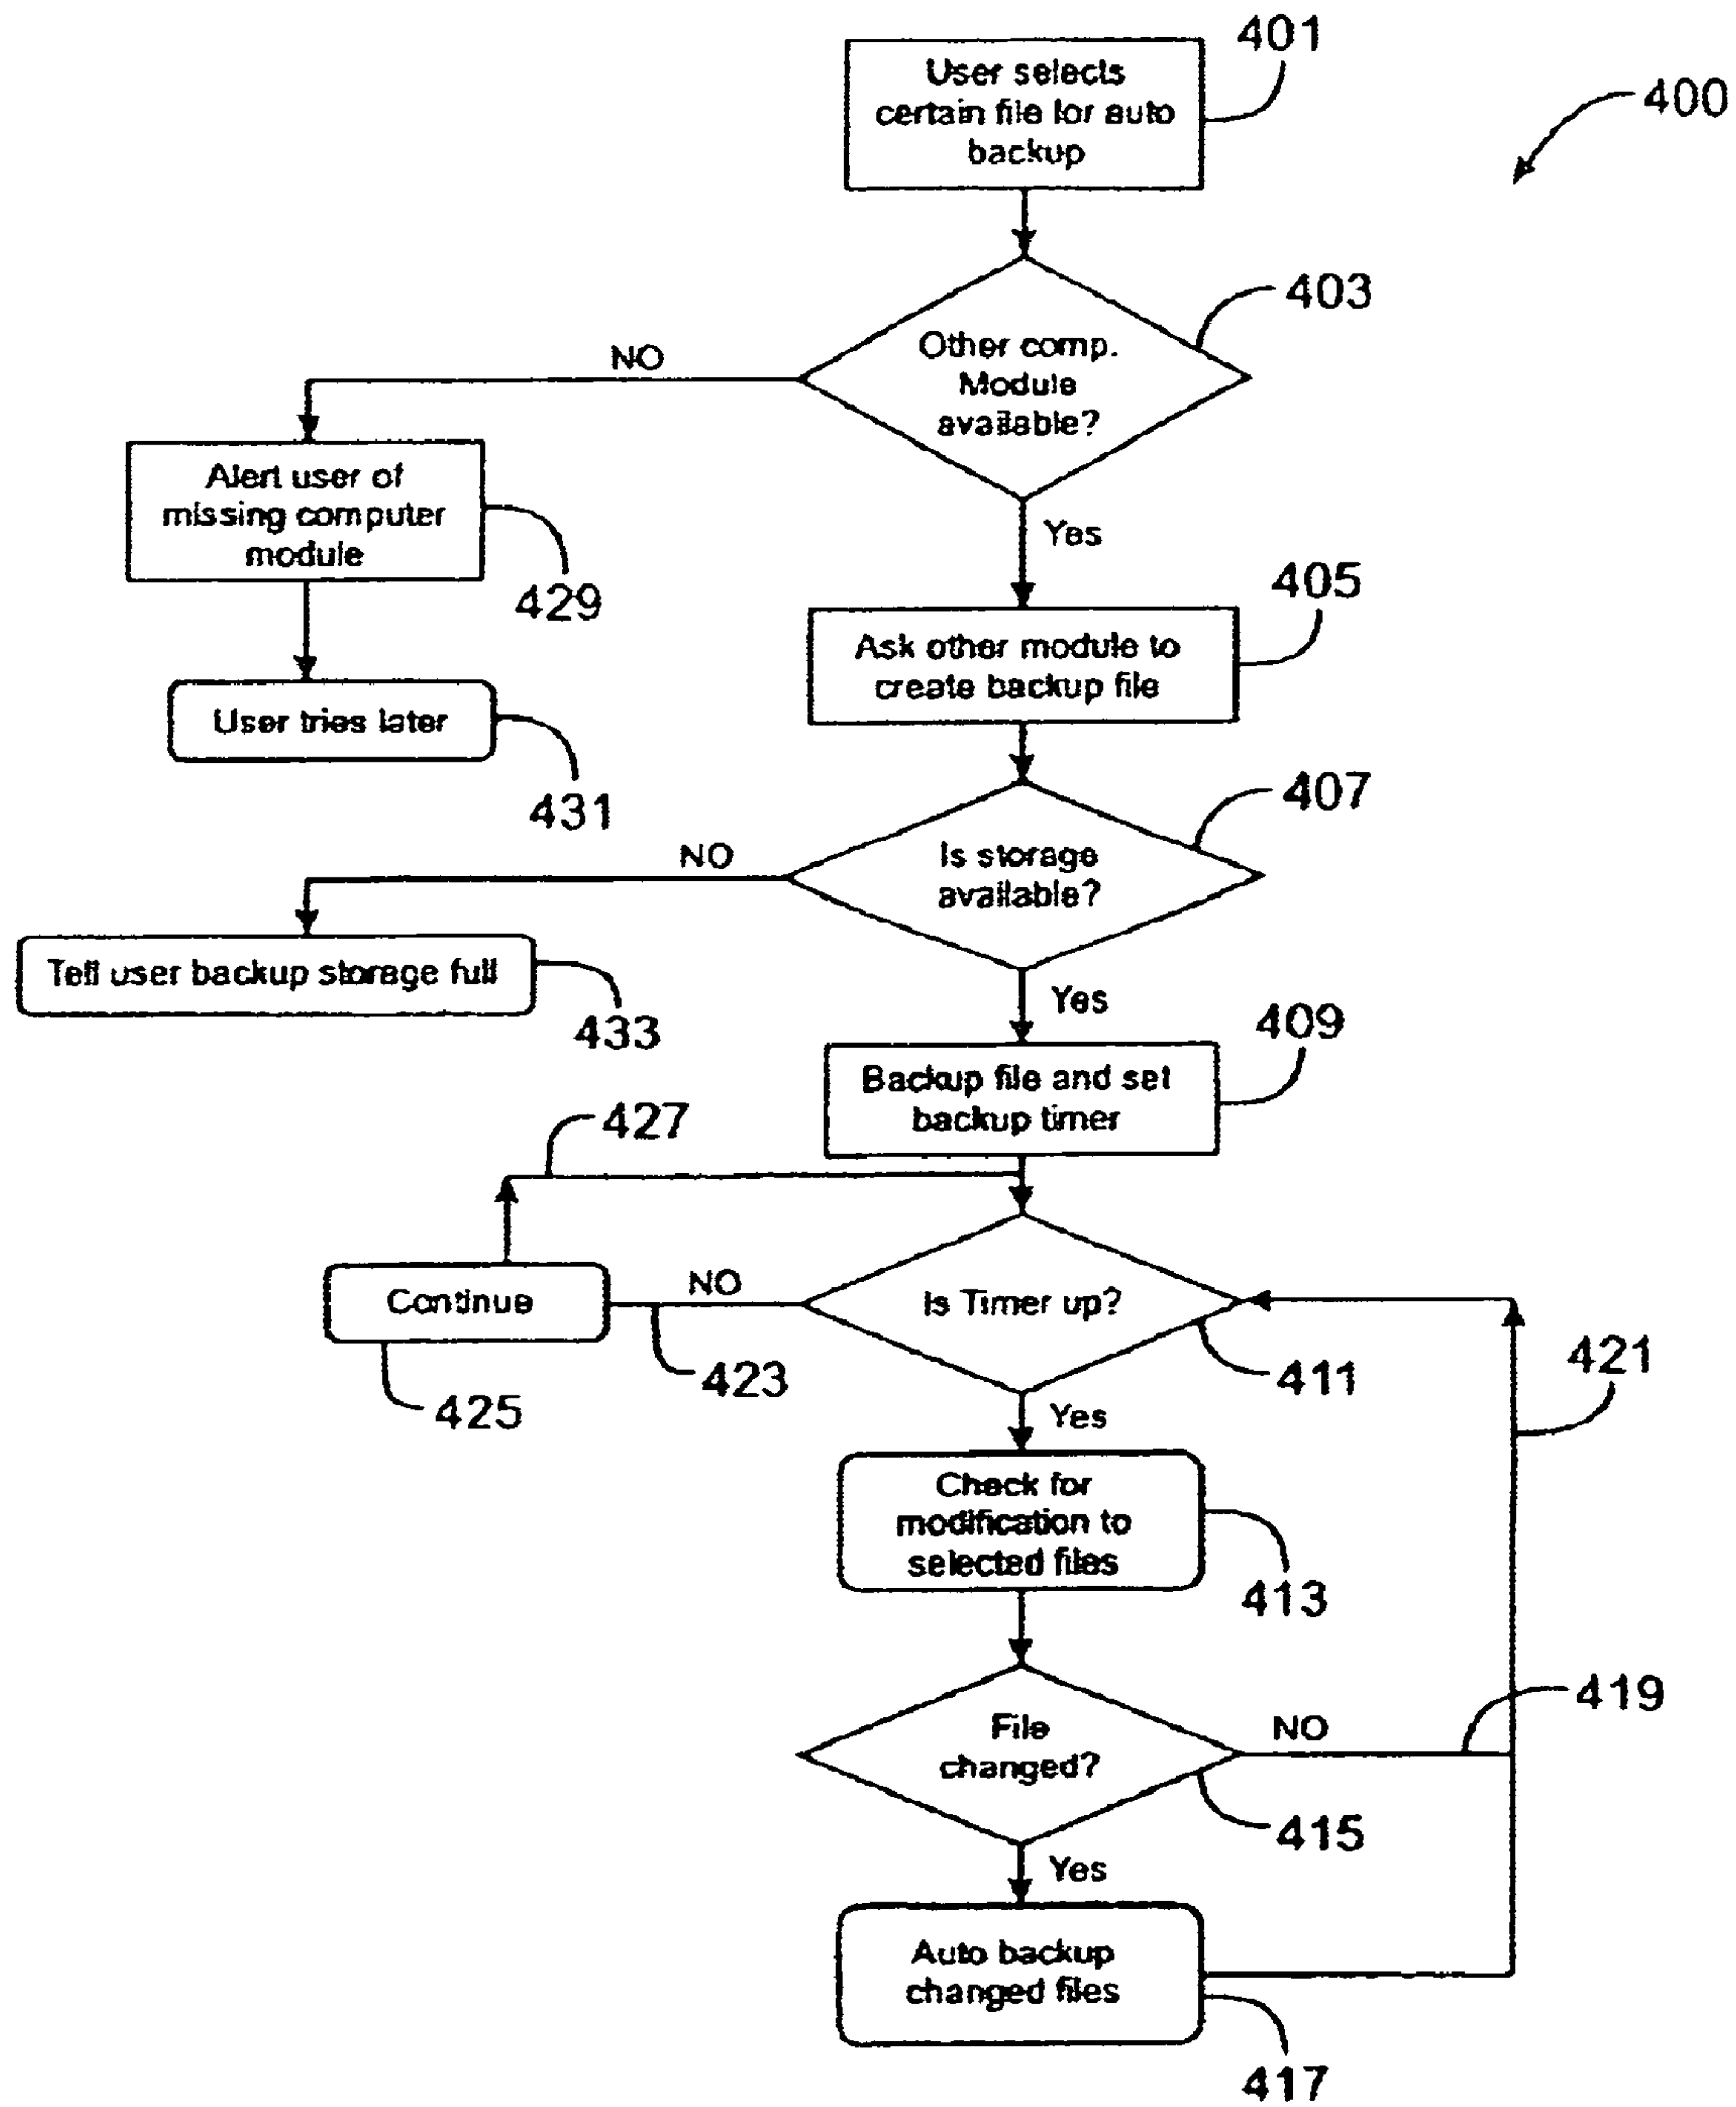 401
User selects
certain file for auto
backup
400
403
Other comp.
Module
available?
NO
Alert user of
missing computer
module
429
Yes
405
Ask other module to
create backup file
User tries later
431
407
Is storage
available?
NO
Tell user backup storage full
433
Yes
409
Backup file and set
backup timer
427
Continue
NO
Is Timer up?
423
425
411
421
Yes
Check for
modification to
selected files
413
419
File
changed?
NO
415
Yes
Auto backup
changed files
417